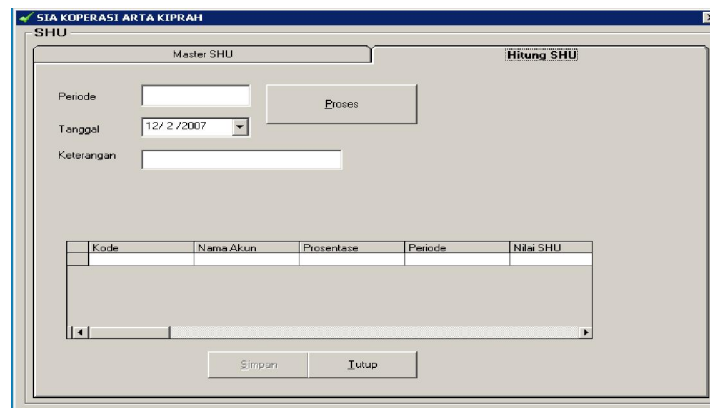 SIA KOPERASI ARTA KIPRAH
SHU
Master SHU Hitung SHU
Periode Proses
Tanggal 12/ 2 /2007
Keterangan
Kode Nama Akun Prosentase Periode Nilai SHU
Simpan Tutup